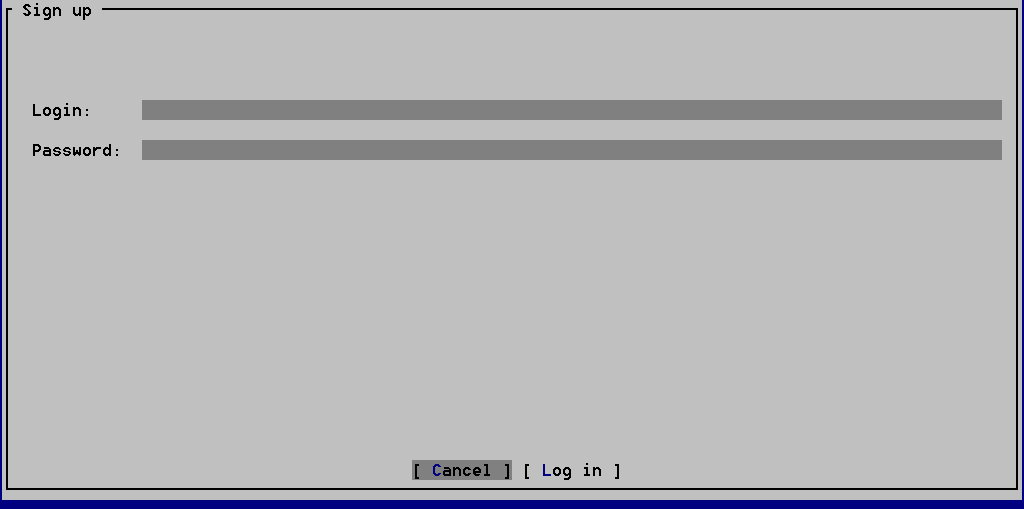 Sign up
Login:
Password:
[ Cancel ] [ Log in ]